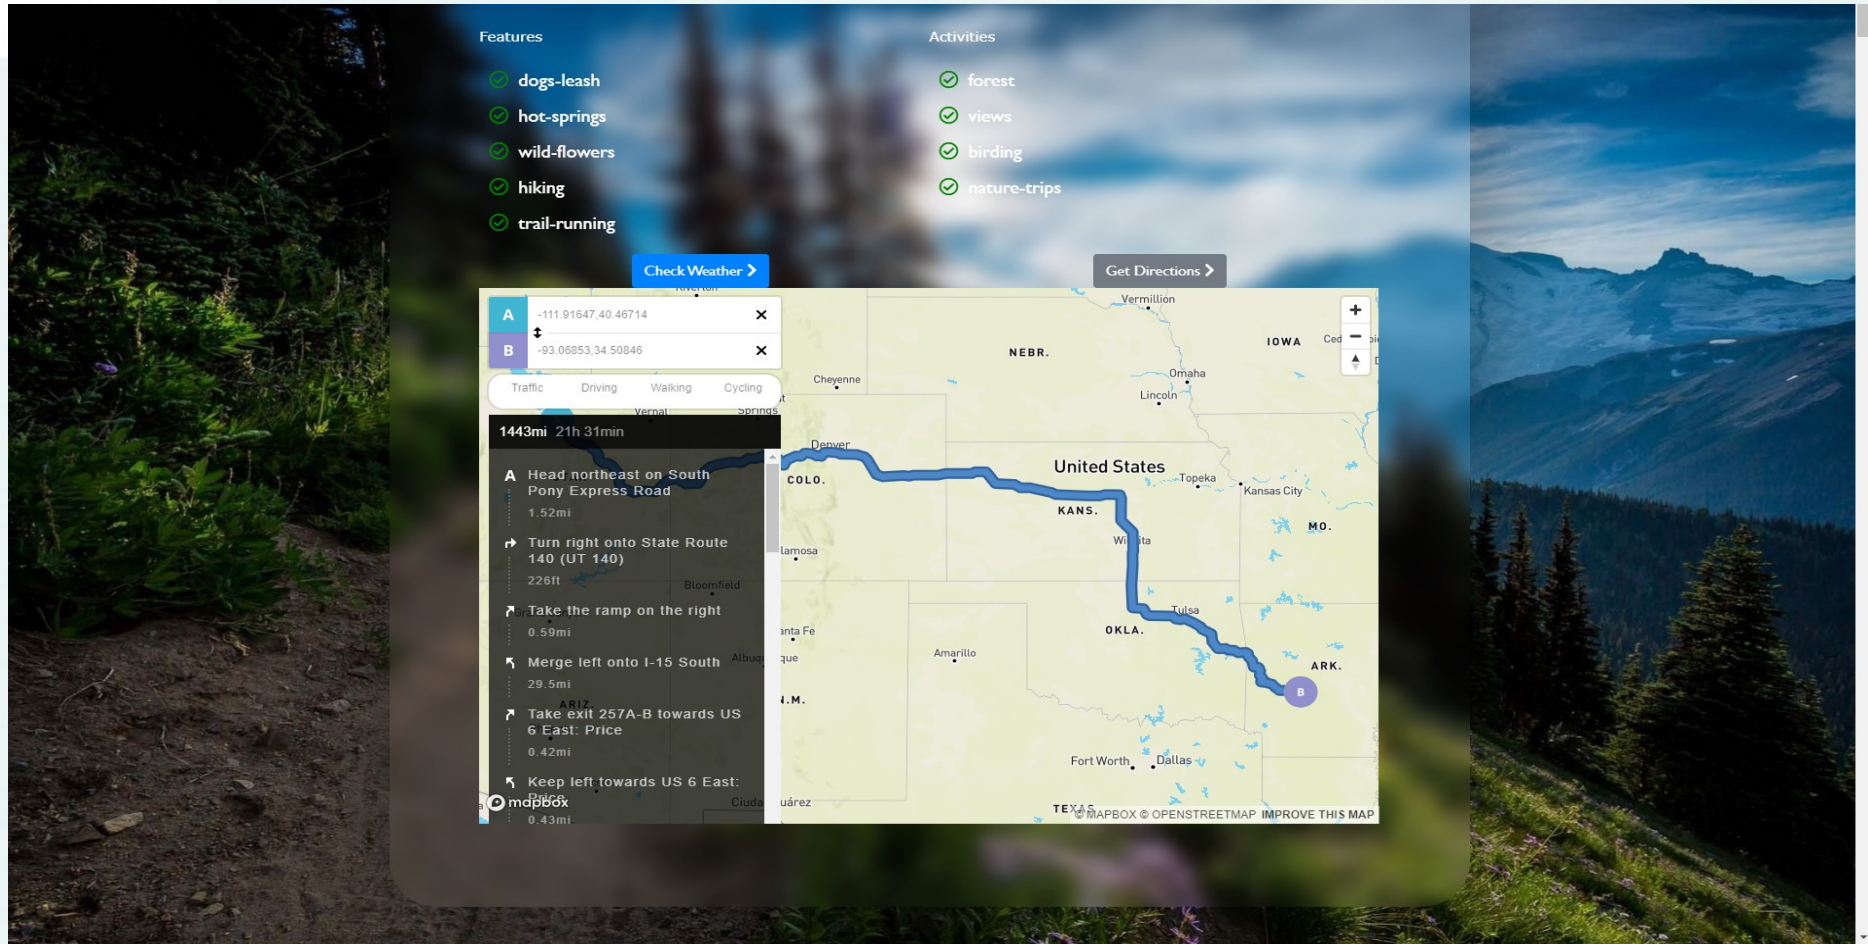 Features
Activities
dogs-leash
forest
hot-springs
views
wild-flowers
birding
hiking
nature-trips
trail-running
Check Weather
Get Directions
A -111.91647,40.46714
B -93.06853,34.50846
Traffic Driving Walking Cycling
1443mi 21h 31min
A Head northeast on South
Pony Express Road
1.52mi
Turn right onto State Route
140 (UT 140)
226ft
Take the ramp on the right
0.59mi
Merge left onto I-15 South
29.5mi
Take exit 257A-B towards US
6 East: Price
0.42mi
Keep left towards US 6 East:
Price
0.43mi
mapbox
Vermillion
IOWA
NEBR.
Cheyenne
Omaha
Lincoln
Vernal
Springs
Denver
United States
COLO.
Topeka
Kansas City
KANS.
MO.
Wichita
Bloomfield
Tulsa
OKLA.
Amarillo
ARK.
ARIZ.
N.M.
B
Fort Worth
Dallas
TEXAS
© MAPBOX © OPENSTREETMAP IMPROVE THIS MAP